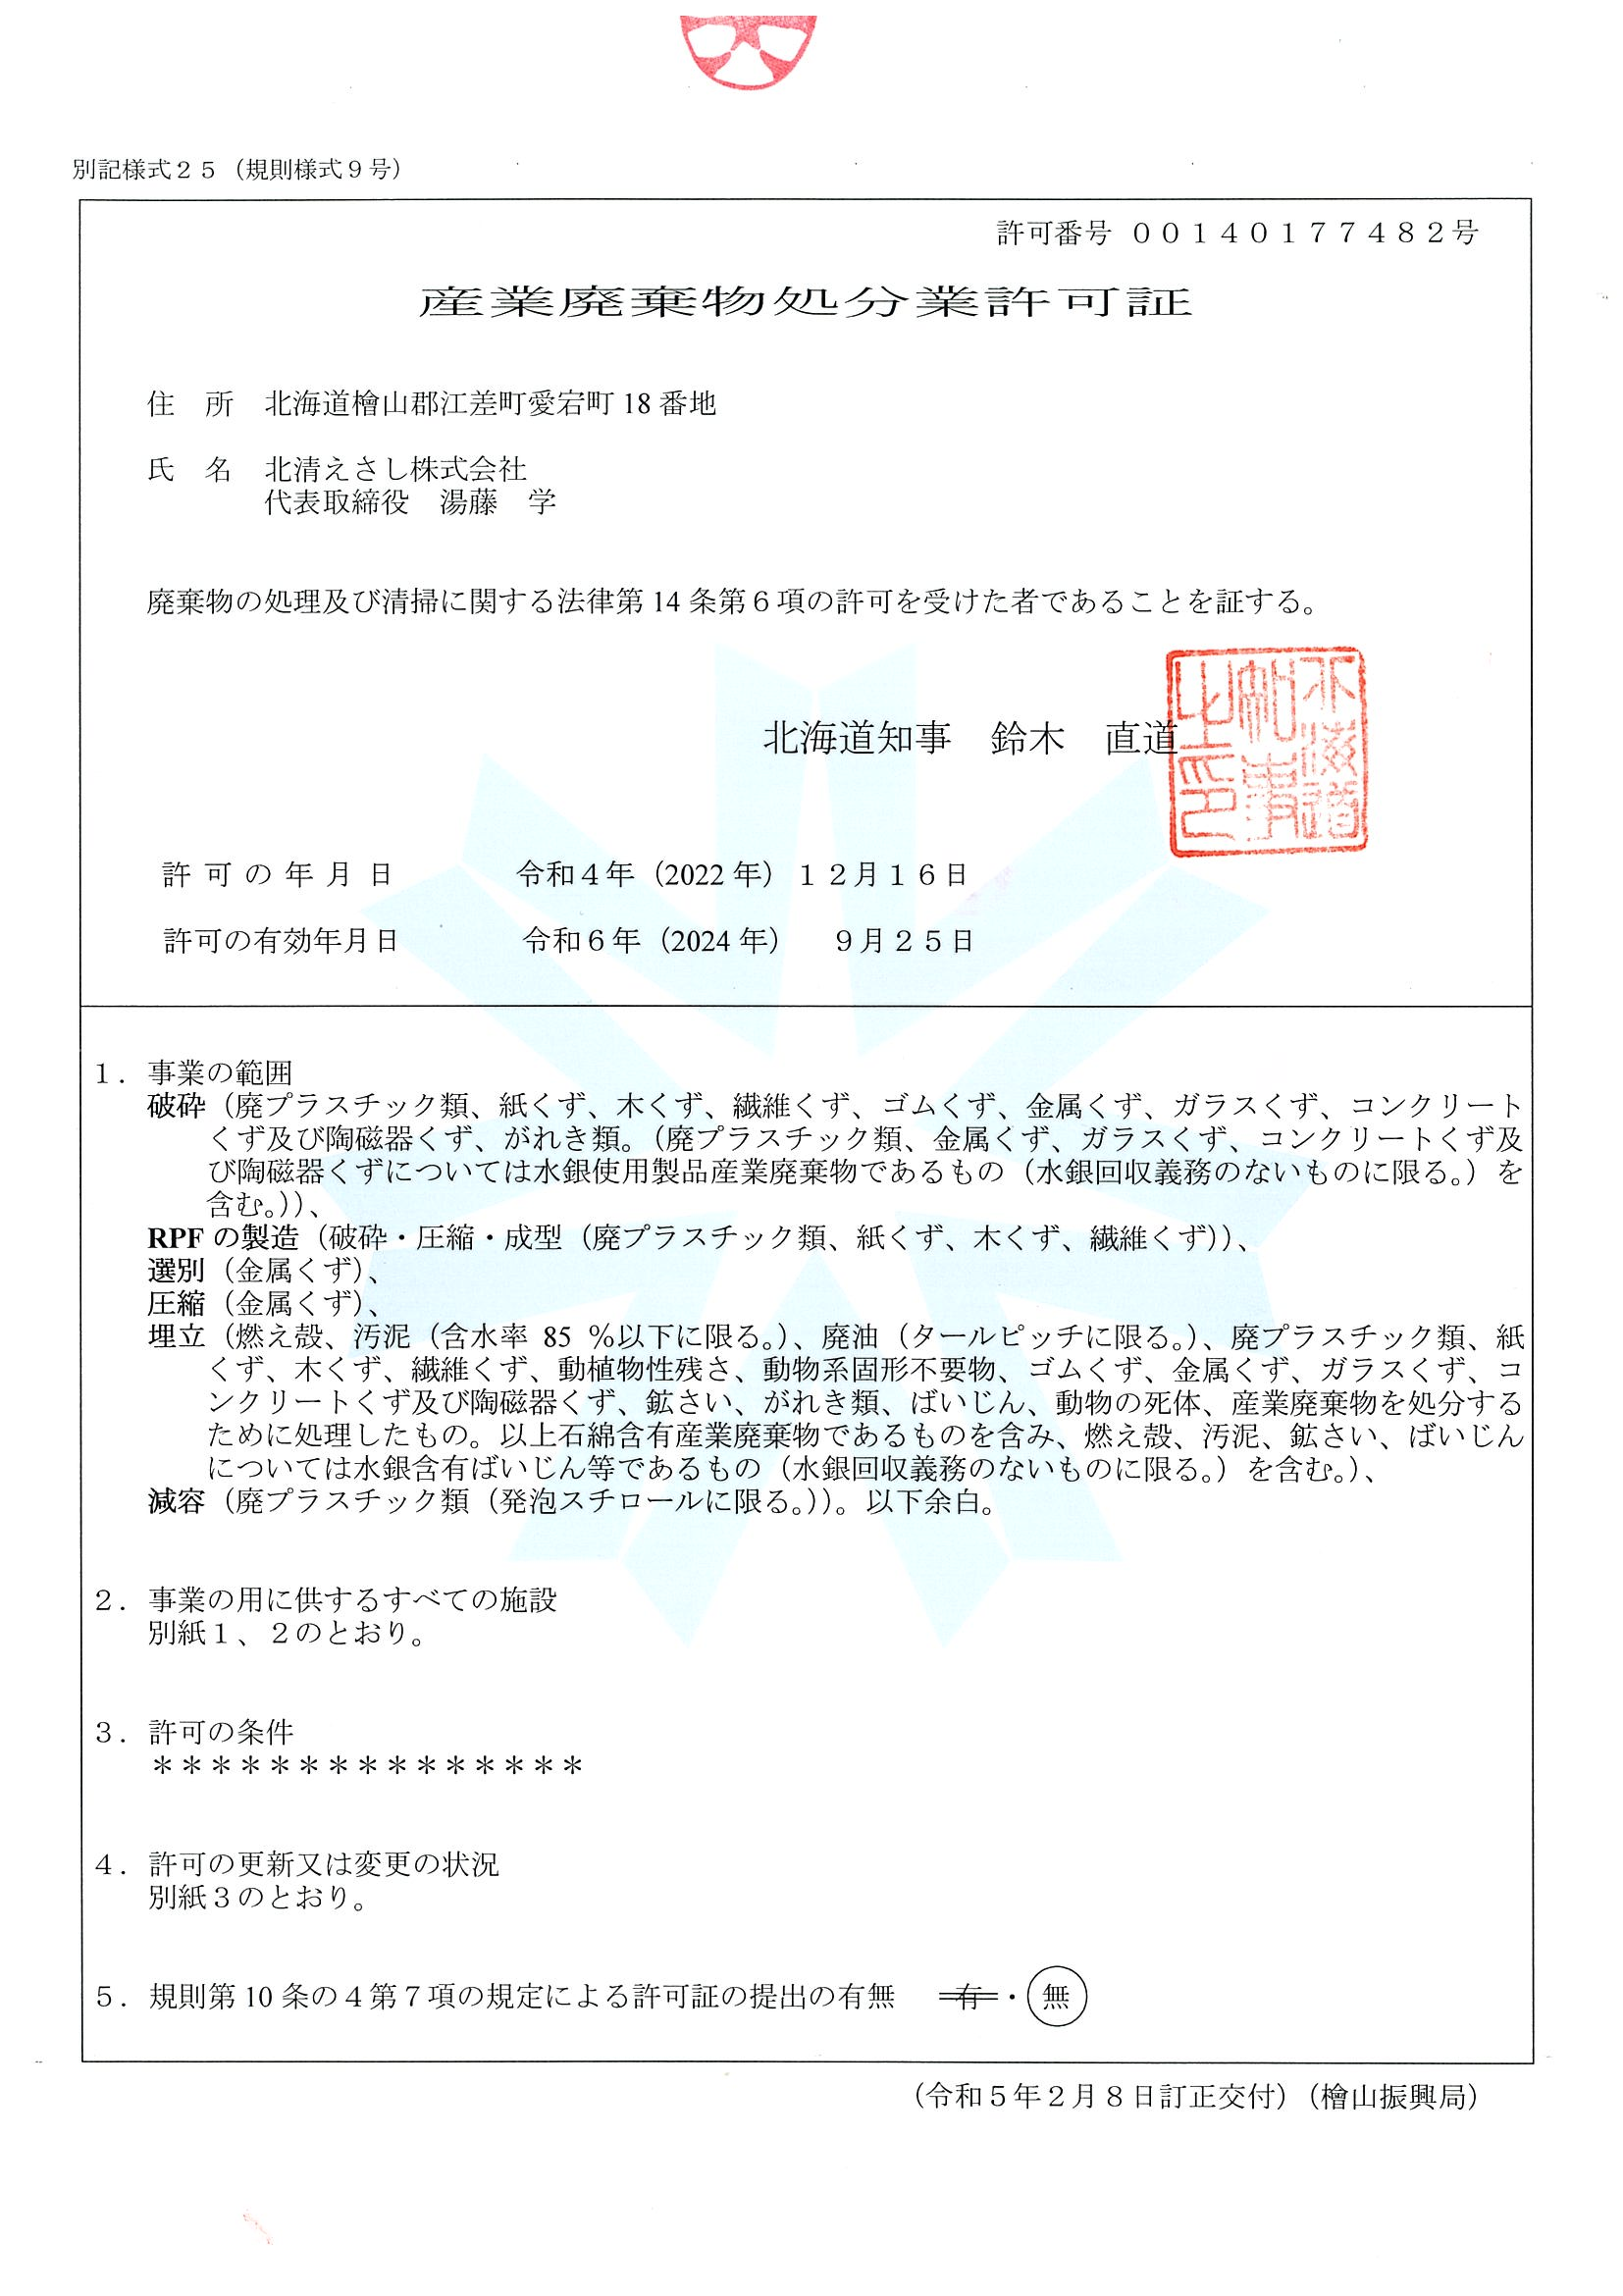 別記様式２５（規則様式９号）
許可番号 ００１４０１７７４８２号
産業廃棄物処分業許可証
住　所　北海道檜山郡江差町愛宕町 18 番地
氏　名　北清えさし株式会社
代表取締役　湯藤　学
廃棄物の処理及び清掃に関する法律第 14 条第６項の許可を受けた者であることを証する。
北海道知事　鈴木　直道
北海道知事之印
許可の年月日　令和４年（2022 年）１２月１６日
許可の有効年月日　令和６年（2024 年）　９月２５日
１．事業の範囲
破砕（廃プラスチック類、紙くず、木くず、繊維くず、ゴムくず、金属くず、ガラスくず、コンクリート
くず及び陶磁器くず、がれき類。（廃プラスチック類、金属くず、ガラスくず、コンクリートくず及
び陶磁器くずについては水銀使用製品産業廃棄物であるもの（水銀回収義務のないものに限る。）を
含む。））、
RPF の製造（破砕・圧縮・成型（廃プラスチック類、紙くず、木くず、繊維くず））、
選別（金属くず）、
圧縮（金属くず）、
埋立（燃え殻、汚泥（含水率 85 %以下に限る。）、廃油（タールピッチに限る。）、廃プラスチック類、紙
くず、木くず、繊維くず、動植物性残さ、動物系固形不要物、ゴムくず、金属くず、ガラスくず、コ
ンクリートくず及び陶磁器くず、鉱さい、がれき類、ばいじん、動物の死体、産業廃棄物を処分する
ために処理したもの。以上石綿含有産業廃棄物であるものを含み、燃え殻、汚泥、鉱さい、ばいじん
については水銀含有ばいじん等であるもの（水銀回収義務のないものに限る。）を含む。）、
減容（廃プラスチック類（発泡スチロールに限る。））。以下余白。
２．事業の用に供するすべての施設
別紙１、２のとおり。
３．許可の条件
＊＊＊＊＊＊＊＊＊＊＊＊＊＊＊
４．許可の更新又は変更の状況
別紙３のとおり。
５．規則第 10 条の４第７項の規定による許可証の提出の有無　有・無
（令和５年２月８日訂正交付）（檜山振興局）